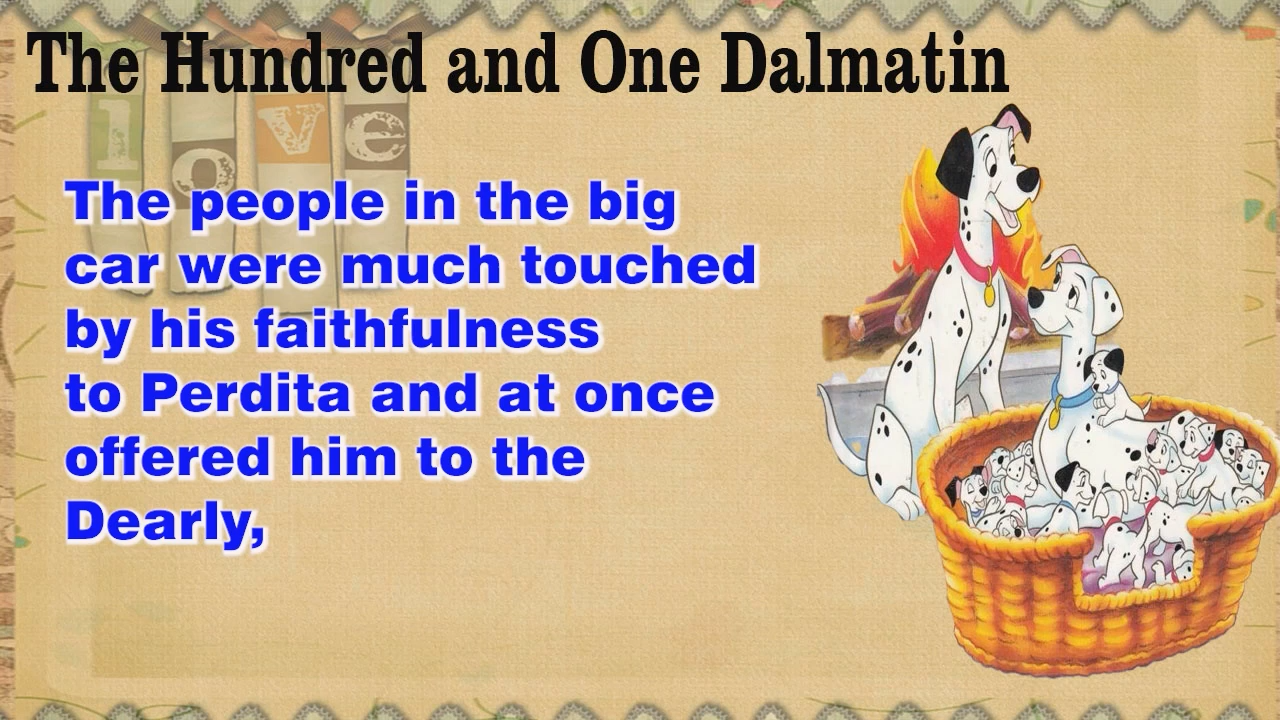 The Hundred and One Dalmatin
love
The people in the big
car were much touched
by his faithfulness
to Perdita and at once
offered him to the
Dearly,